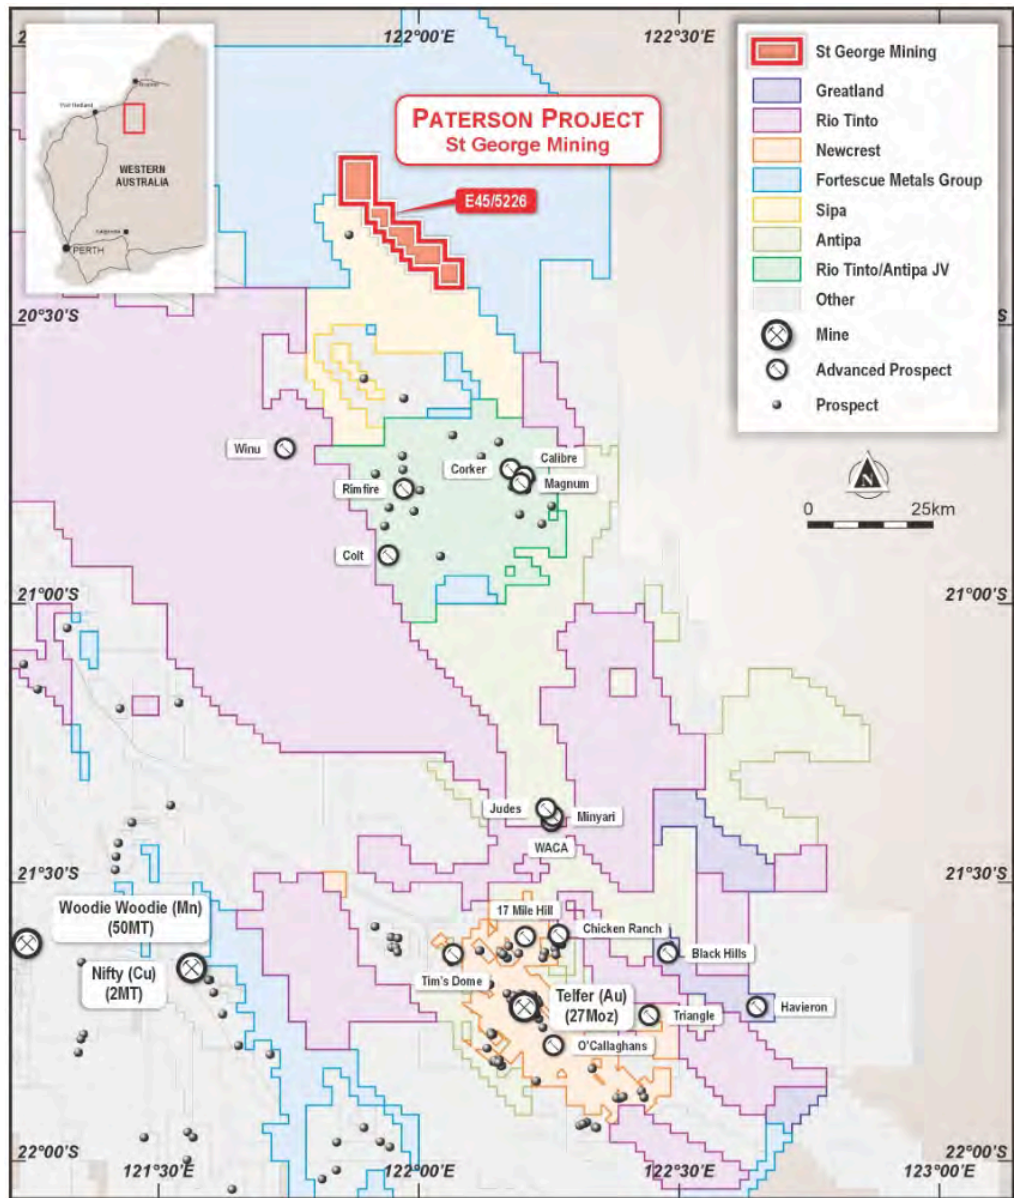 122°00'E
122°30'E
St George Mining
Greatland
Rio Tinto
Newcrest
Fortescue Metals Group
Sipa
Antipa
Rio Tinto/Antipa JV
Other
Mine
Advanced Prospect
Prospect
Port Hedland
WESTERN
AUSTRALIA
PERTH
PATERSON PROJECT
St George Mining
E45/5226
20°30'S
Winu
Corker
Calibre
Rimfire
Magnum
Colt
N
0
25km
21°00'S
21°00'S
Judes
Minyari
WACA
21°30'S
21°30'S
Woodie Woodie (Mn)
(50MT)
17 Mile Hill
Chicken Ranch
Nifty (Cu)
(2MT)
Tim's Dome
Black Hills
Telfer (Au)
(27Moz)
Triangle
Havieron
O'Callaghans
22°00'S
22°00'S
121°30'E
122°00'E
122°30'E
123°00'E